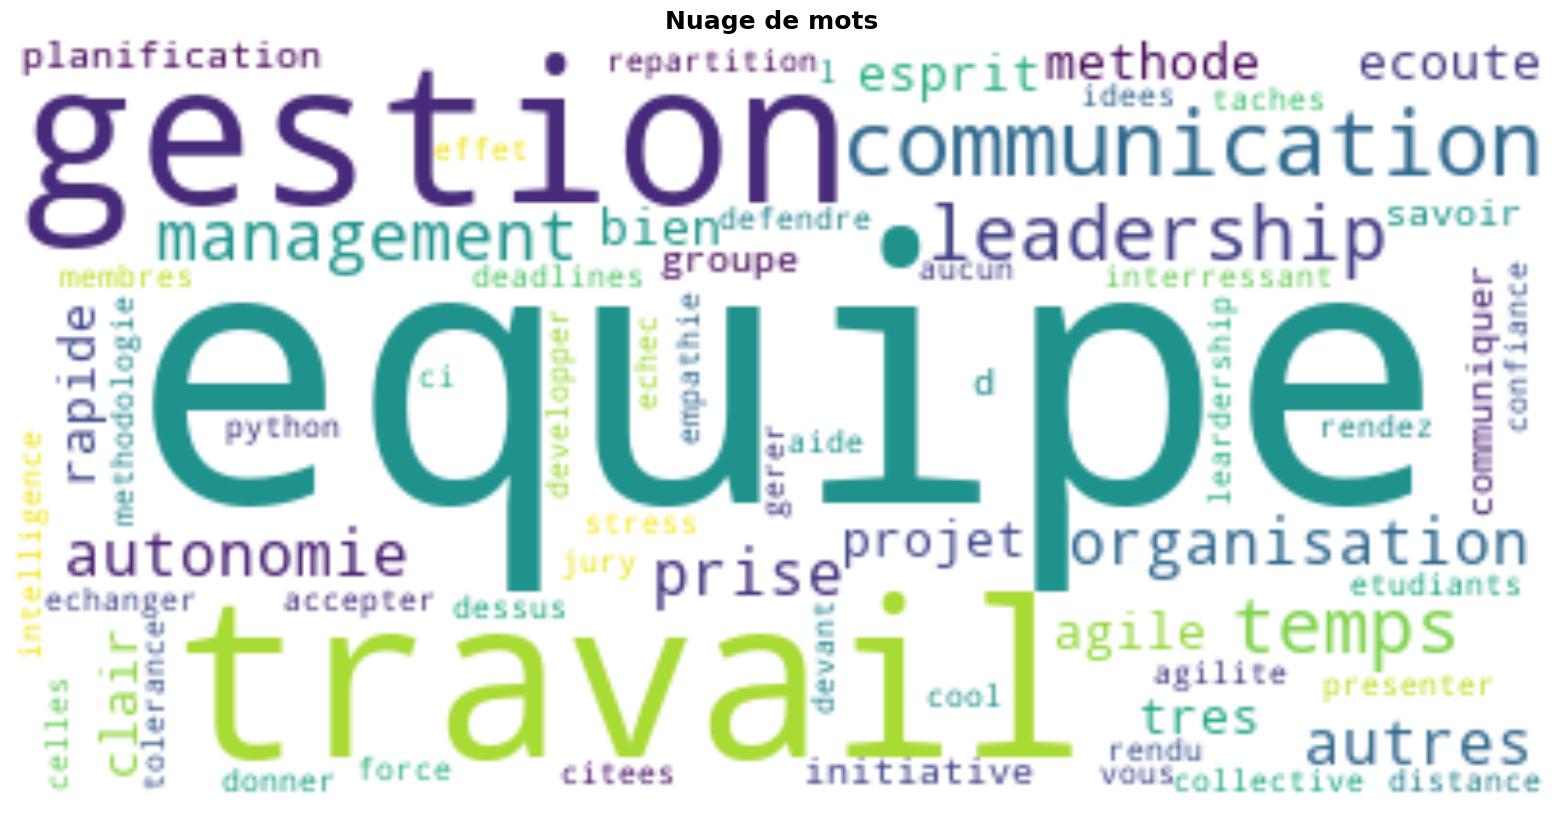 Nuage de mots
planification
repartition
l
esprit
methode
ecoute
idees
taches
gestion
effet
communication
management
bien
defendre
leadership
savoir
groupe
aucun
membres
deadlines
interressant
rapide
methodologie
equipe
ci
python
developper
echec
empathie
gerer
aide
d
leardership
rendez
communiquer
confiance
intelligence
autonomie
stress
jury
prise
projet
organisation
etudiants
echanger
accepter
dessus
travail
agile
temps
clair
tolerance
devant
cool
agilite
presenter
celles
tres
autres
rendu
donner
force
citees
initiative
vous
collective
distance